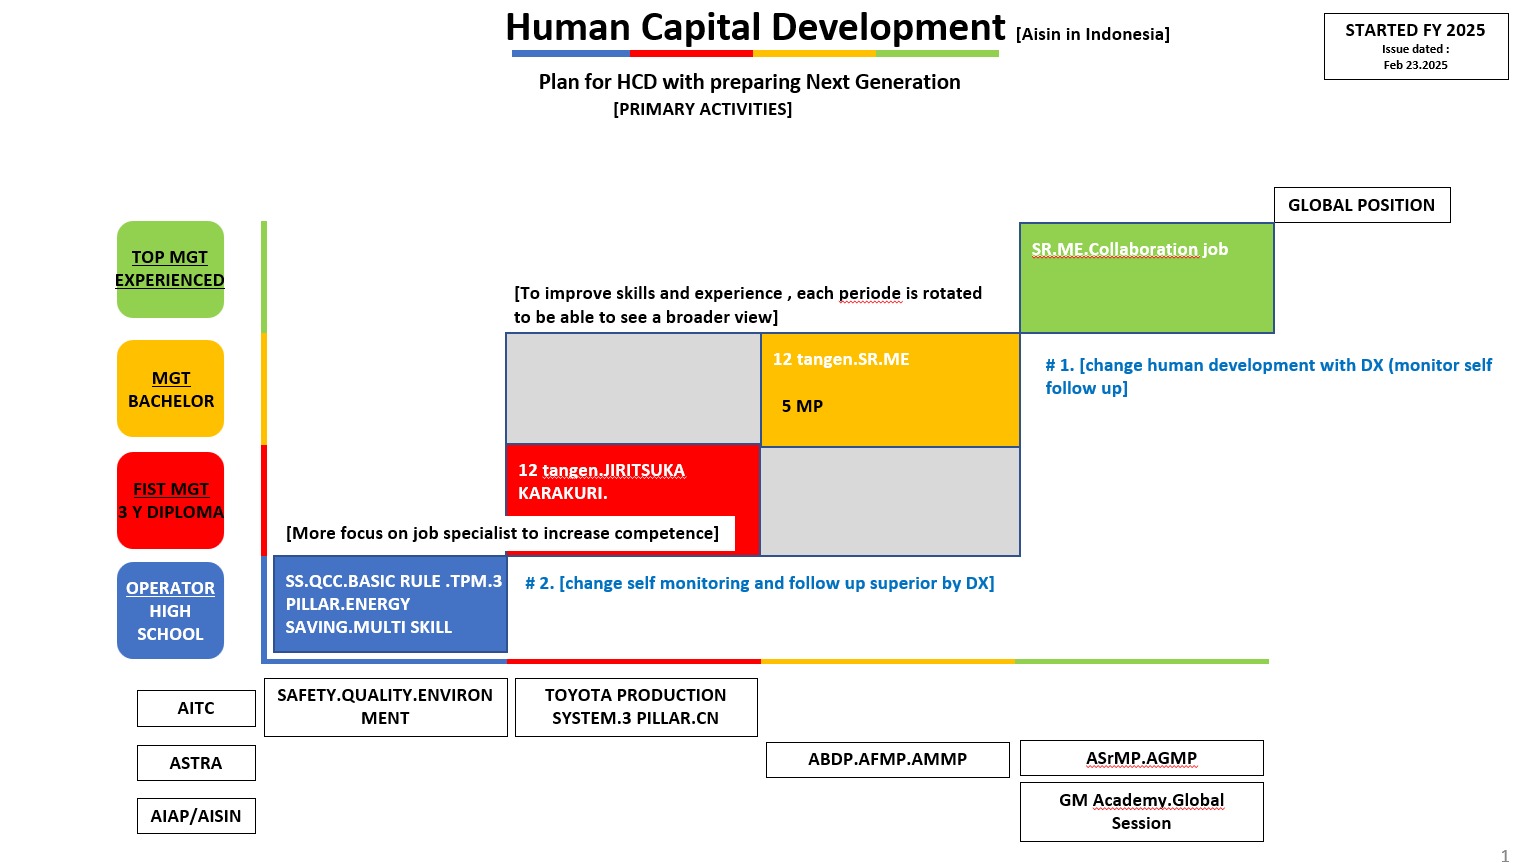 Human Capital Development [Aisin in Indonesia]
STARTED FY 2025
Issue dated :
Feb 23.2025
Plan for HCD with preparing Next Generation
[PRIMARY ACTIVITIES]
GLOBAL POSITION
TOP MGT
EXPERIENCED
SR.ME.Collaboration job
[To improve skills and experience , each periode is rotated
to be able to see a broader view]
MGT
BACHELOR
12 tangen.SR.ME
5 MP
# 1. [change human development with DX (monitor self
follow up]
FIST MGT
3 Y DIPLOMA
12 tangen.JIRITSUKA
KARAKURI.
[More focus on job specialist to increase competence]
OPERATOR
HIGH
SCHOOL
SS.QCC.BASIC RULE .TPM.3
PILLAR.ENERGY
SAVING.MULTI SKILL
# 2. [change self monitoring and follow up superior by DX]
AITC
SAFETY.QUALITY.ENVIRON
MENT
TOYOTA PRODUCTION
SYSTEM.3 PILLAR.CN
ASTRA
ABDP.AFMP.AMMP
ASrMP.AGMP
AIAP/AISIN
GM Academy.Global
Session
1